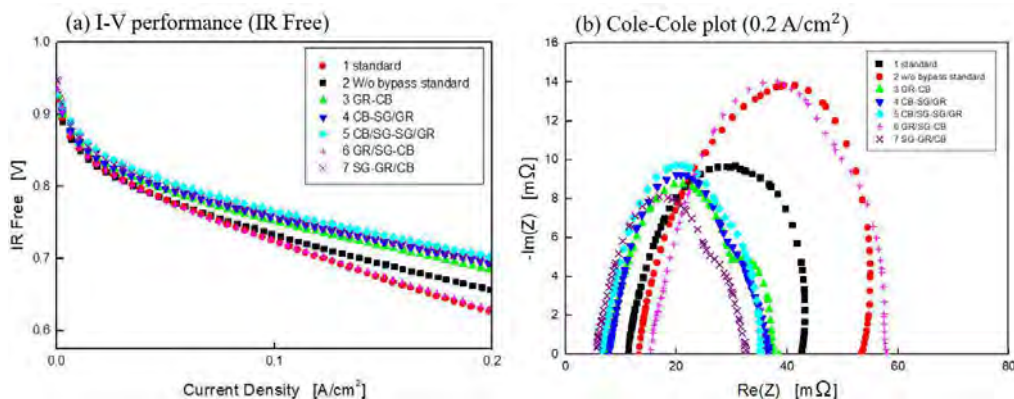 (a) I-V performance (IR Free)
1.0
0.9
0.8
0.7
0.6
IR Free [V]
1 standard
2 W/o bypass standard
3 GR-CB
4 CB-SG/GR
5 CB/SG-SG/GR
6 GR/SG-CB
7 SG-GR/CB
0.0
0.1
0.2
Current Density [A/cm²]
(b) Cole-Cole plot (0.2 A/cm²)
16
14
12
10
8
6
4
2
0
-Im(Z) [mΩ]
1 standard
2 w/o bypass standard
3 GR-CB
4 CB-SG/GR
5 CB/SG-SG/GR
6 GR/SG-CB
7 SG-GR/CB
0
20
40
60
80
Re(Z) [mΩ]